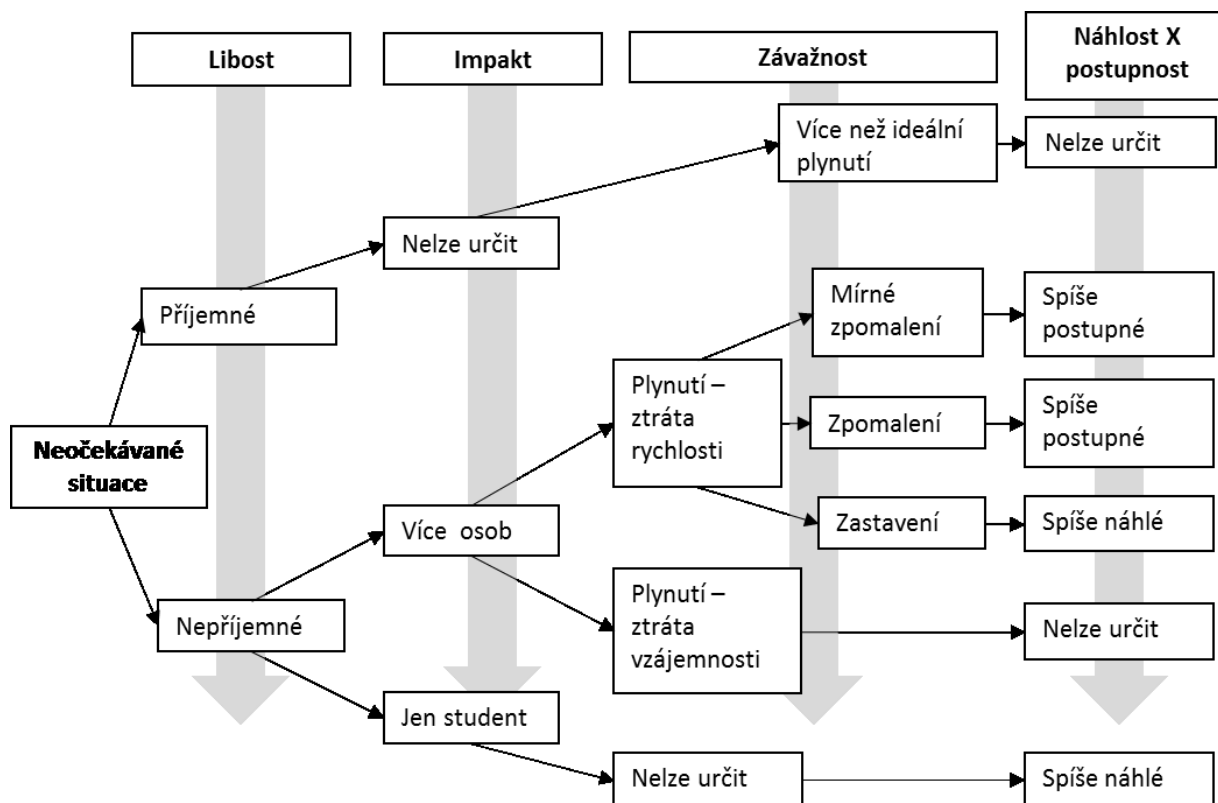 Libost
Impakt
Závažnost
Náhlost X
postupnost
Více než ideální
plynutí
Nelze určit
Nelze určit
Příjemné
Mírné
zpomalení
Spíše
postupné
Plynutí –
ztráta
rychlosti
Zpomalení
Spíše
postupné
Neočekávané
situace
Více osob
Zastavení
Spíše náhlé
Nepříjemné
Plynutí –
ztráta
vzájemnosti
Nelze určit
Jen student
Nelze určit
Spíše náhlé